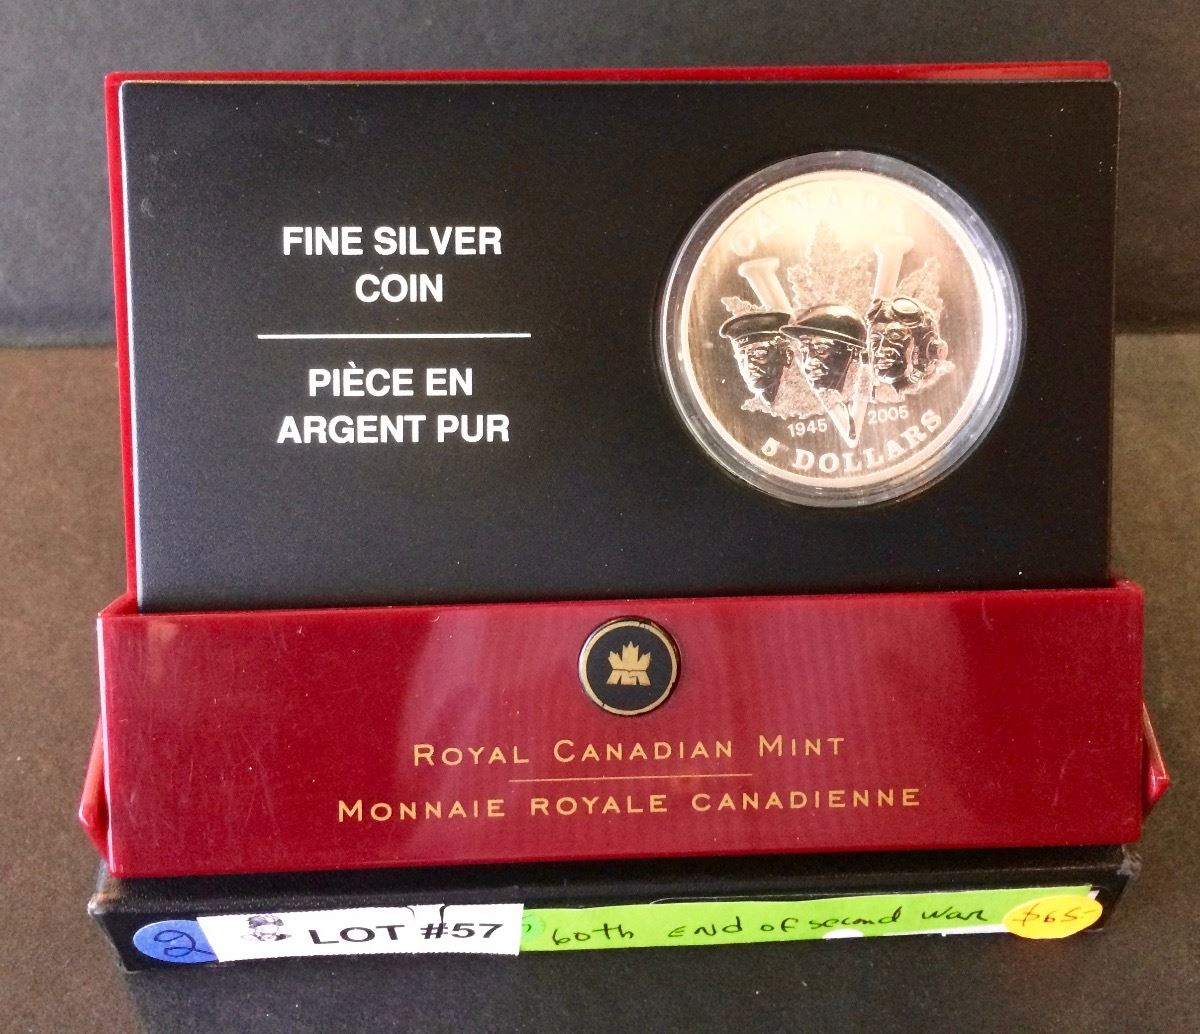 FINE SILVER
COIN
PIÈCE EN
ARGENT PUR
CANADA
1945 2005
5 DOLLARS
ROYAL CANADIAN MINT
MONNAIE ROYALE CANADIENNE
2 LOT #57 60th END OF second WAR $65-